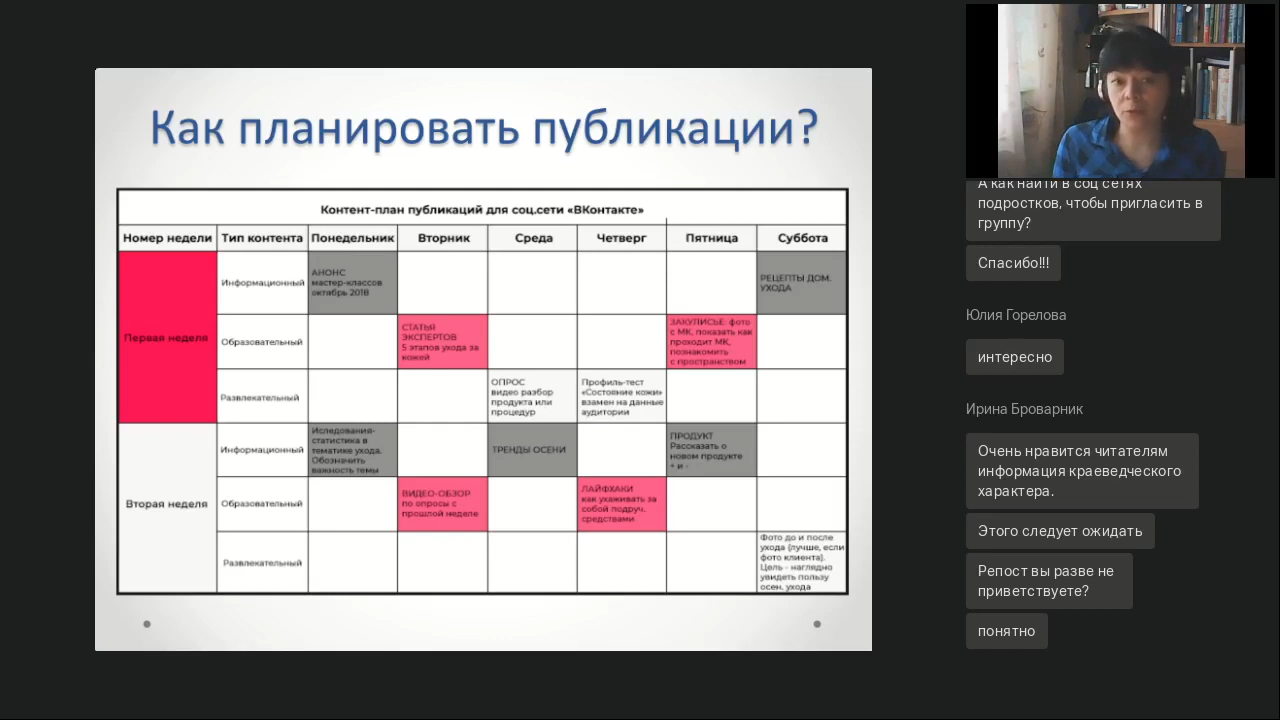 Как планировать публикации?
Контент-план публикаций для соц.сети «ВКонтакте»
Номер недели Тип контента Понедельник Вторник Среда Четверг Пятница Суббота
Первая неделя
Информационный
АНОНС
мастер-классов
октябрь 2018
РЕЦЕПТЫ ДОМ.
УХОДА
Образовательный
СТАТЬЯ
ЭКСПЕРТОВ
5 этапов ухода за
кожей
ЗАКУЛИСЬЕ: фото
с МК, показать как
проходит МК,
познакомить
с пространством
Развлекательный
ОПРОС
видео разбор
продукта или
процедур
Профиль-тест
«Состояние кожи»
взамен на данные
аудитории
Вторая неделя
Информационный
Иследования-
статистика в
тематике ухода.
Обозначить
важность темы
ТРЕНДЫ ОСЕНИ
ПРОДУКТ
Рассказать о
новом продукте
+ и -
Образовательный
ВИДЕО-ОБЗОР
по опросы с
прошлой неделе
ЛАЙФХАКИ
как ухаживать за
собой подруч.
средствами
Развлекательный
Фото до и после
ухода (лучше, если
фото клиента).
Цель - наглядно
увидеть пользу
осен. ухода
А как найти в соц сетях
подростков, чтобы пригласить в
группу?
Спасибо!!!
Юлия Горелова
интересно
Ирина Броварник
Очень нравится читателям
информация краеведческого
характера.
Этого следует ожидать
Репост вы разве не
приветствуете?
понятно